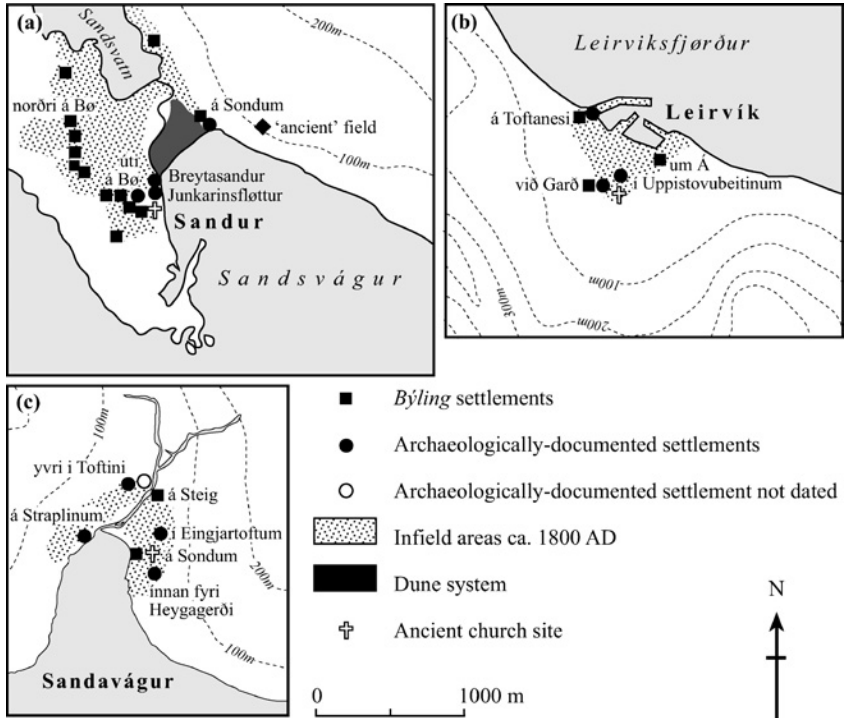 (a)
Sandsvatn
200m
norðri á Bø
á Sondum
'ancient' field
100m
úti
á Bø
Breytasandur
Junkarinsfløttur
Sandur
Sandsvágur
(b)
Leirviksfjørður
á Toftanesi
Leirvík
um Á
við Garð
í Uppistovubeitinum
100m
300m
200m
(c)
100m
yvri í Toftini
á Steig
á Straplinum
í Eingjartoftum
á Sondum
200m
innan fyri
Heygagerði
100m
Sandavágur
Býling settlements
Archaeologically-documented settlements
Archaeologically-documented settlement not dated
Infield areas ca. 1800 AD
Dune system
Ancient church site
N
0 1000 m